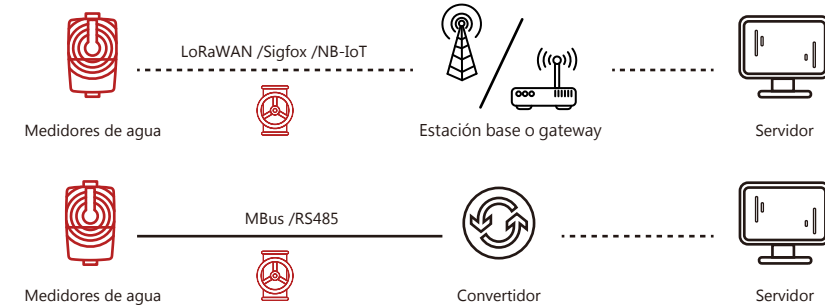 LoRaWAN /Sigfox /NB-IoT
Medidores de agua
Estación base o gateway
Servidor
MBus /RS485
Medidores de agua
Convertidor
Servidor